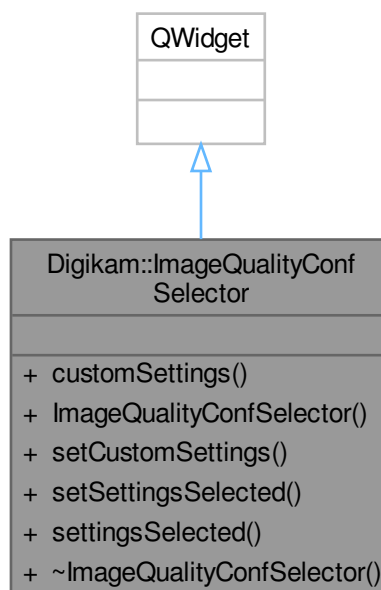 QWidget
Digikam::ImageQualityConf
Selector
+ customSettings()
+ ImageQualityConfSelector()
+ setCustomSettings()
+ setSettingsSelected()
+ settingsSelected()
+ ~ImageQualityConfSelector()